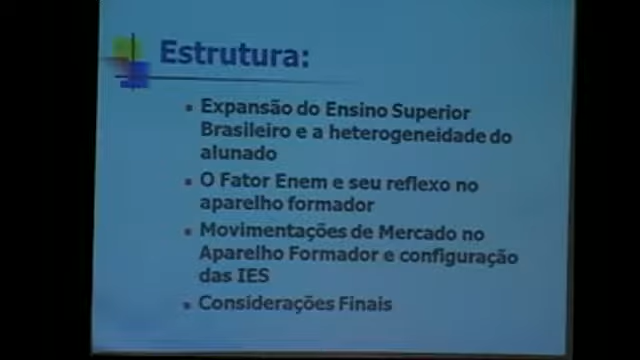 Estrutura:
Expansão do Ensino Superior
Brasileiro e a heterogeneidade do
alunado
O Fator Enem e seu reflexo no
aparelho formador
Movimentações de Mercado no
Aparelho Formador e configuração
das IES
Considerações Finais